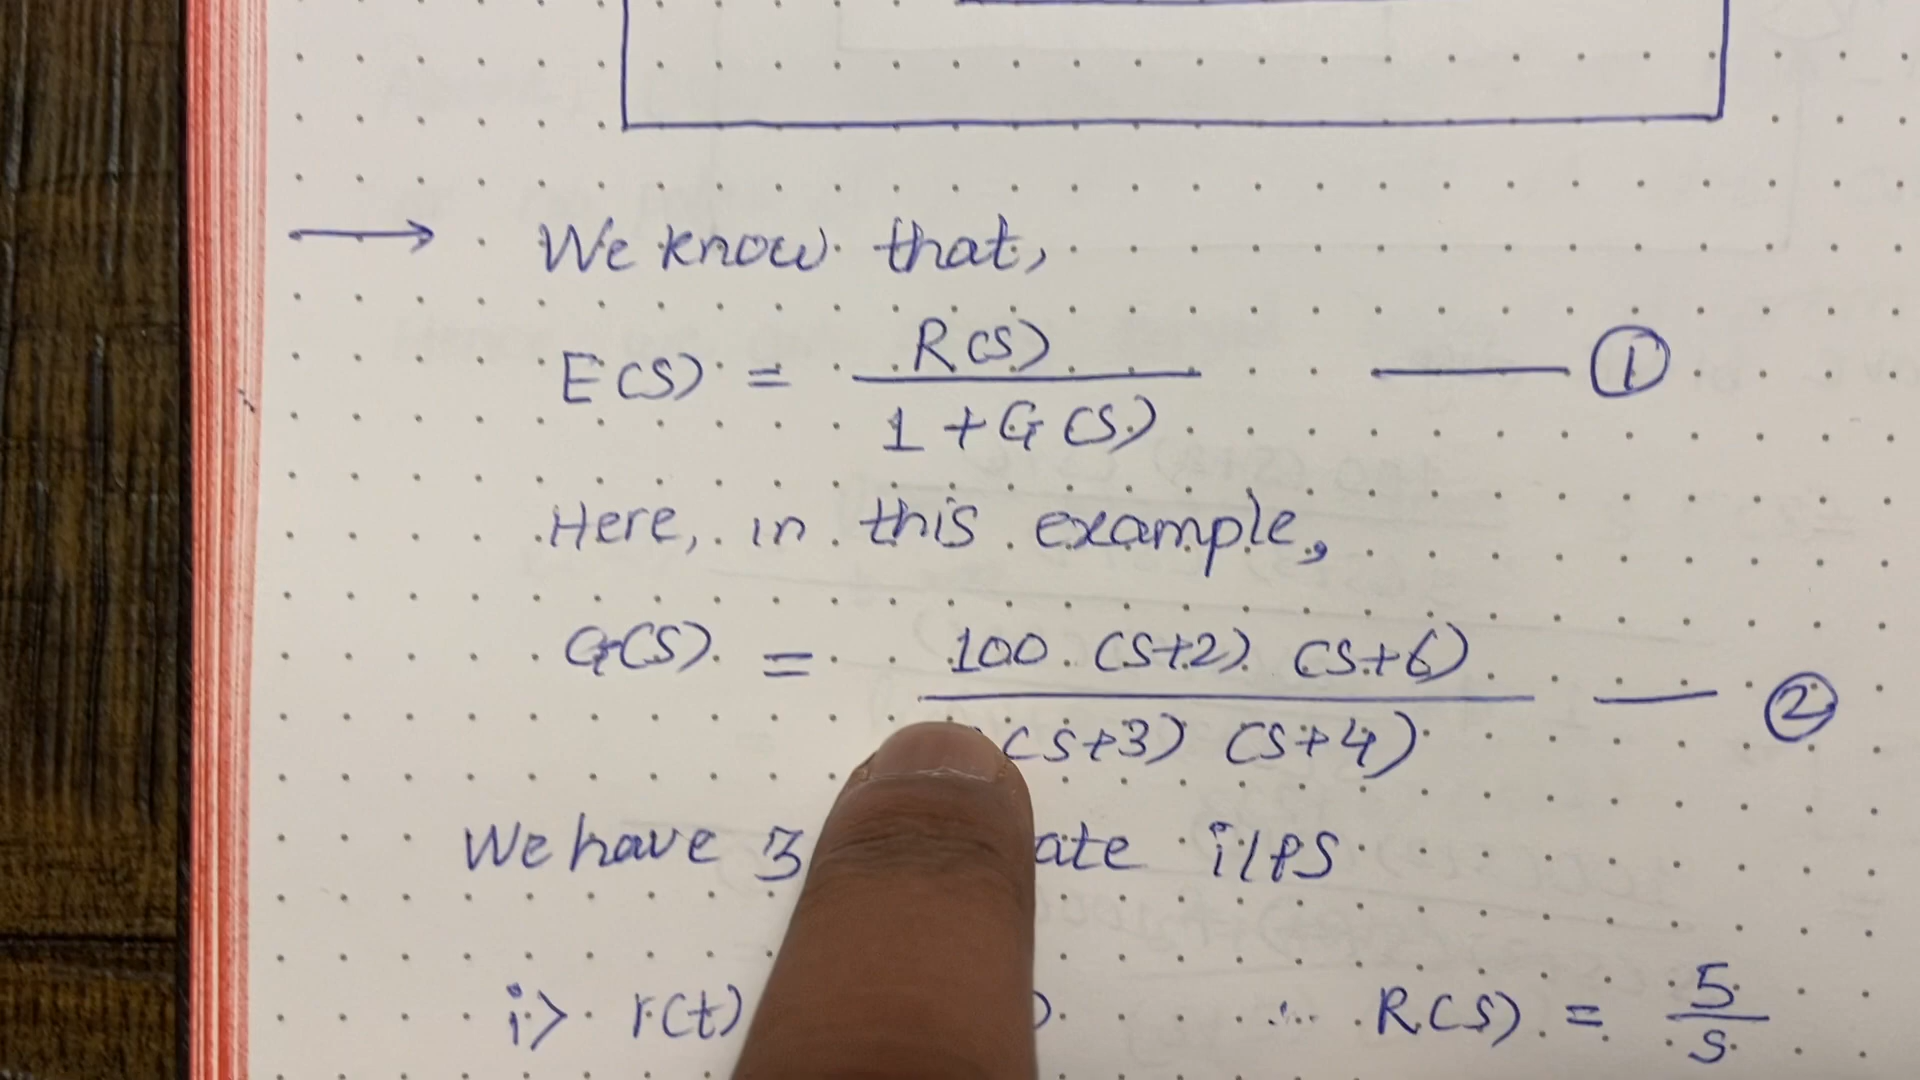 We know that,
E(S) = R(S) / 1 + G(S) —— ①
Here, in this example,
G(S) = 100 (S+2) (S+6) / (S+3) (S+4) — ②
We have 3 ate i/ps
i> r(t) ) ∴ R(S) = 5 / S